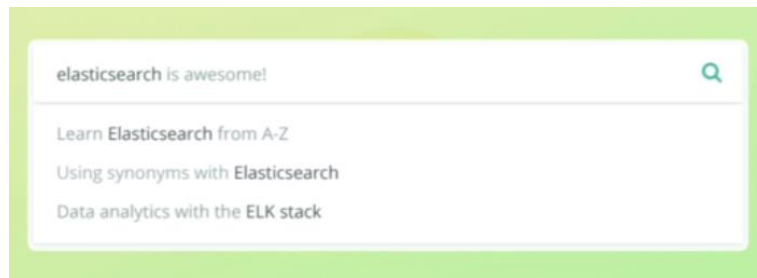 elasticsearch is awesome!
Learn Elasticsearch from A-Z
Using synonyms with Elasticsearch
Data analytics with the ELK stack